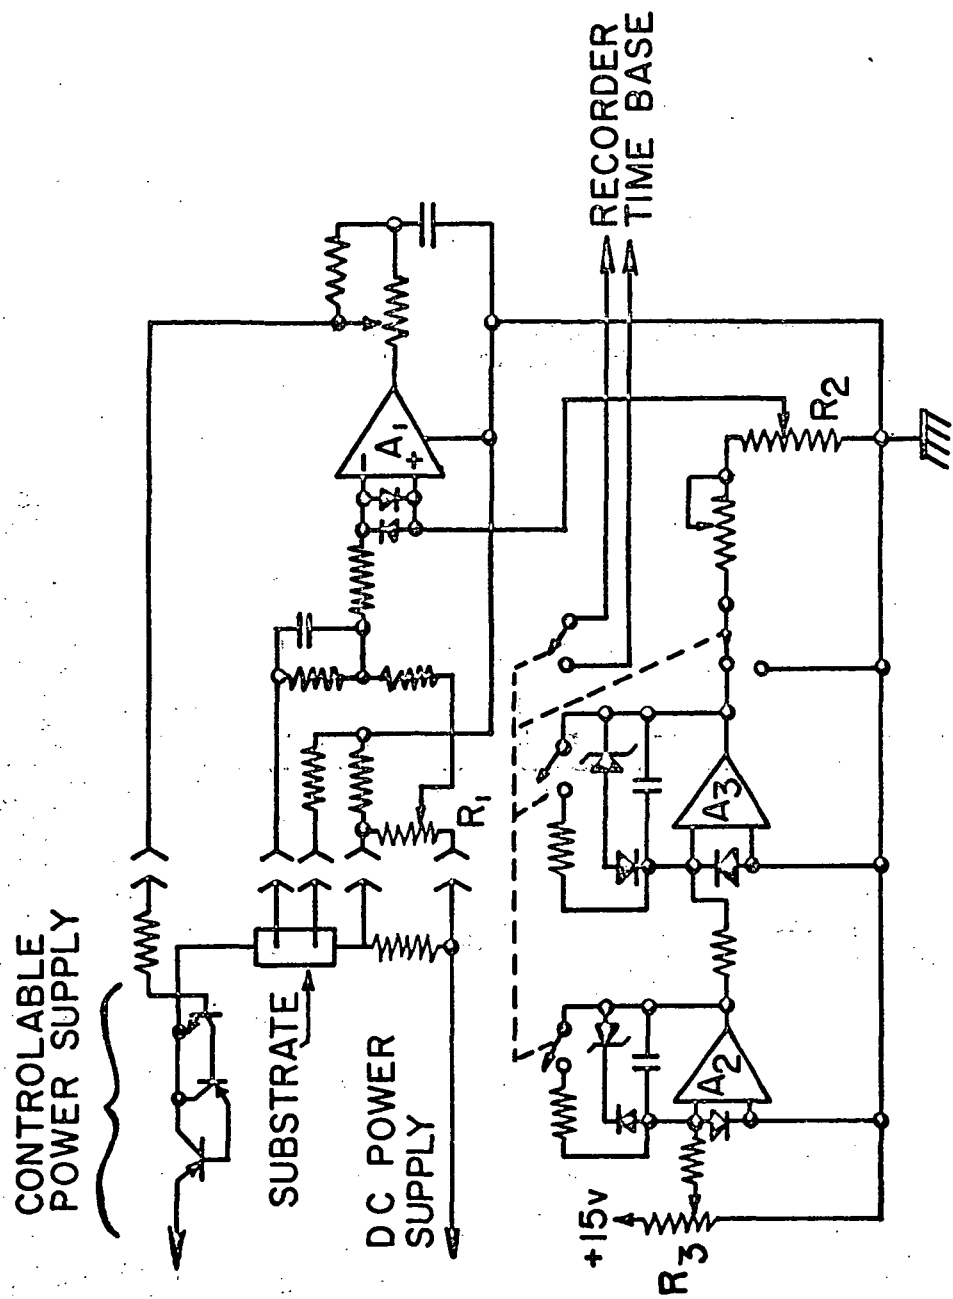 CONTROLABLE
POWER SUPPLY
SUBSTRATE
DC POWER
SUPPLY
R1
A1
−
+
RECORDER
TIME BASE
+15v
R3
A2
A3
R2